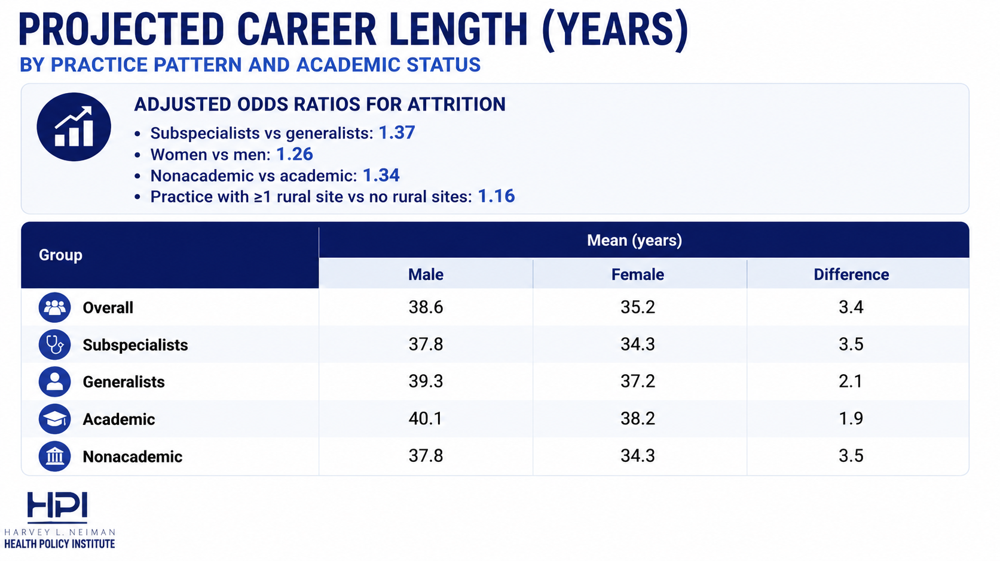 PROJECTED CAREER LENGTH (YEARS)
BY PRACTICE PATTERN AND ACADEMIC STATUS
ADJUSTED ODDS RATIOS FOR ATTRITION
• Subspecialists vs generalists: 1.37
• Women vs men: 1.26
• Nonacademic vs academic: 1.34
• Practice with ≥1 rural site vs no rural sites: 1.16
Group Mean (years)
Male Female Difference
Overall 38.6 35.2 3.4
Subspecialists 37.8 34.3 3.5
Generalists 39.3 37.2 2.1
Academic 40.1 38.2 1.9
Nonacademic 37.8 34.3 3.5
HPI
HARVEY L. NEIMAN
HEALTH POLICY INSTITUTE